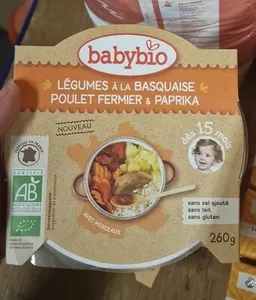 babybio
LÉGUMES À LA BASQUAISE
POULET FERMIER & PAPRIKA
NOUVEAU
dès 15 mois
CERTIFIÉ
AB
AGRICULTURE
BIOLOGIQUE
AVEC MORCEAUX
sans sel ajouté
sans lait
sans gluten
260g